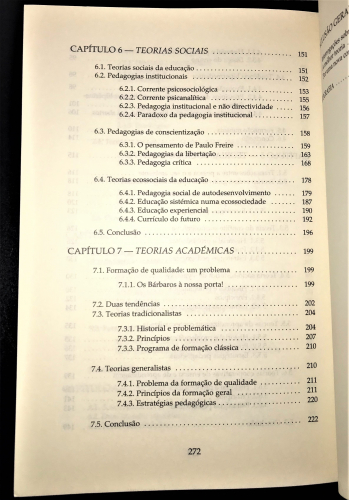 CAPÍTULO 6 — TEORIAS SOCIAIS 151
6.1. Teorias sociais da educação 151
6.2. Pedagogias institucionais 152
6.2.1. Corrente psicosociológica 153
6.2.2. Corrente psicanalítica 155
6.2.3. Pedagogia institucional e não directividade 156
6.2.4. Paradoxo da pedagogia institucional 157
6.3. Pedagogias de conscientização 158
6.3.1. O pensamento de Paulo Freire 159
6.3.2. Pedagogias da libertação 163
6.3.3. Pedagogia crítica 168
6.4. Teorias ecossociais da educação 178
6.4.1. Pedagogia social de autodesenvolvimento 179
6.4.2. Educação sistémica numa ecossociedade 187
6.4.3. Educação experiencial 190
6.4.4. Currículo do futuro 192
6.5. Conclusão 196
CAPÍTULO 7 — TEORIAS ACADÉMICAS 199
7.1. Formação de qualidade: um problema 199
7.1.1. Os Bárbaros à nossa porta! 199
7.2. Duas tendências 202
7.3. Teorias tradicionalistas 204
7.3.1. Historial e problemática 204
7.3.2. Princípios 207
7.3.3. Programa de formação clássica 210
7.4. Teorias generalistas 210
7.4.1. Problema da formação de qualidade 211
7.4.2. Princípios da formação geral 211
7.4.3. Estratégias pedagógicas 220
7.5. Conclusão 222
272